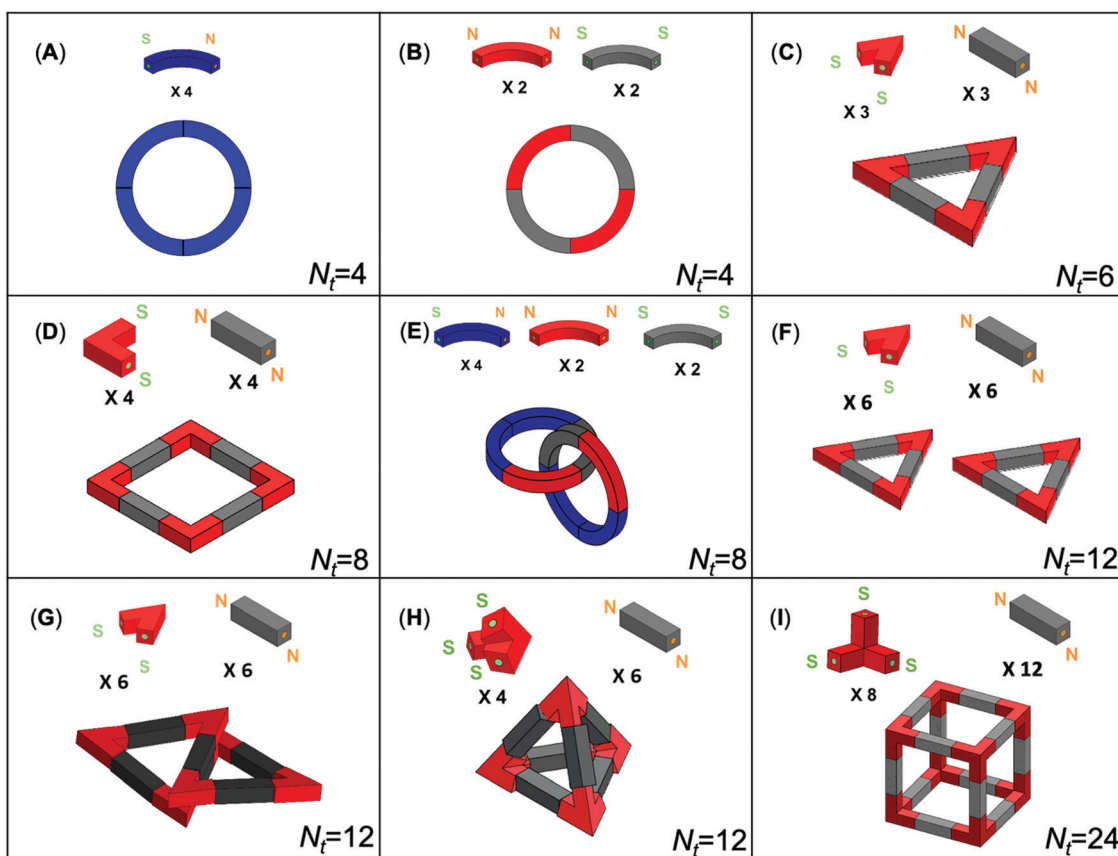 (A)
S N
X 4
Nt=4
(B)
N N S S
X 2 X 2
Nt=4
(C)
N
S
S
N
X 3 X 3
Nt=6
(D)
S
N
S
N
X 4 X 4
Nt=8
(E)
S N N N S S
X 4 X 2 X 2
Nt=8
(F)
N
S
S
N
X 6 X 6
Nt=12
(G)
N
S
S
N
X 6 X 6
Nt=12
(H)
S
N
S
S
N
X 4 X 6
Nt=12
(I)
S
N
S S
N
X 8 X 12
Nt=24